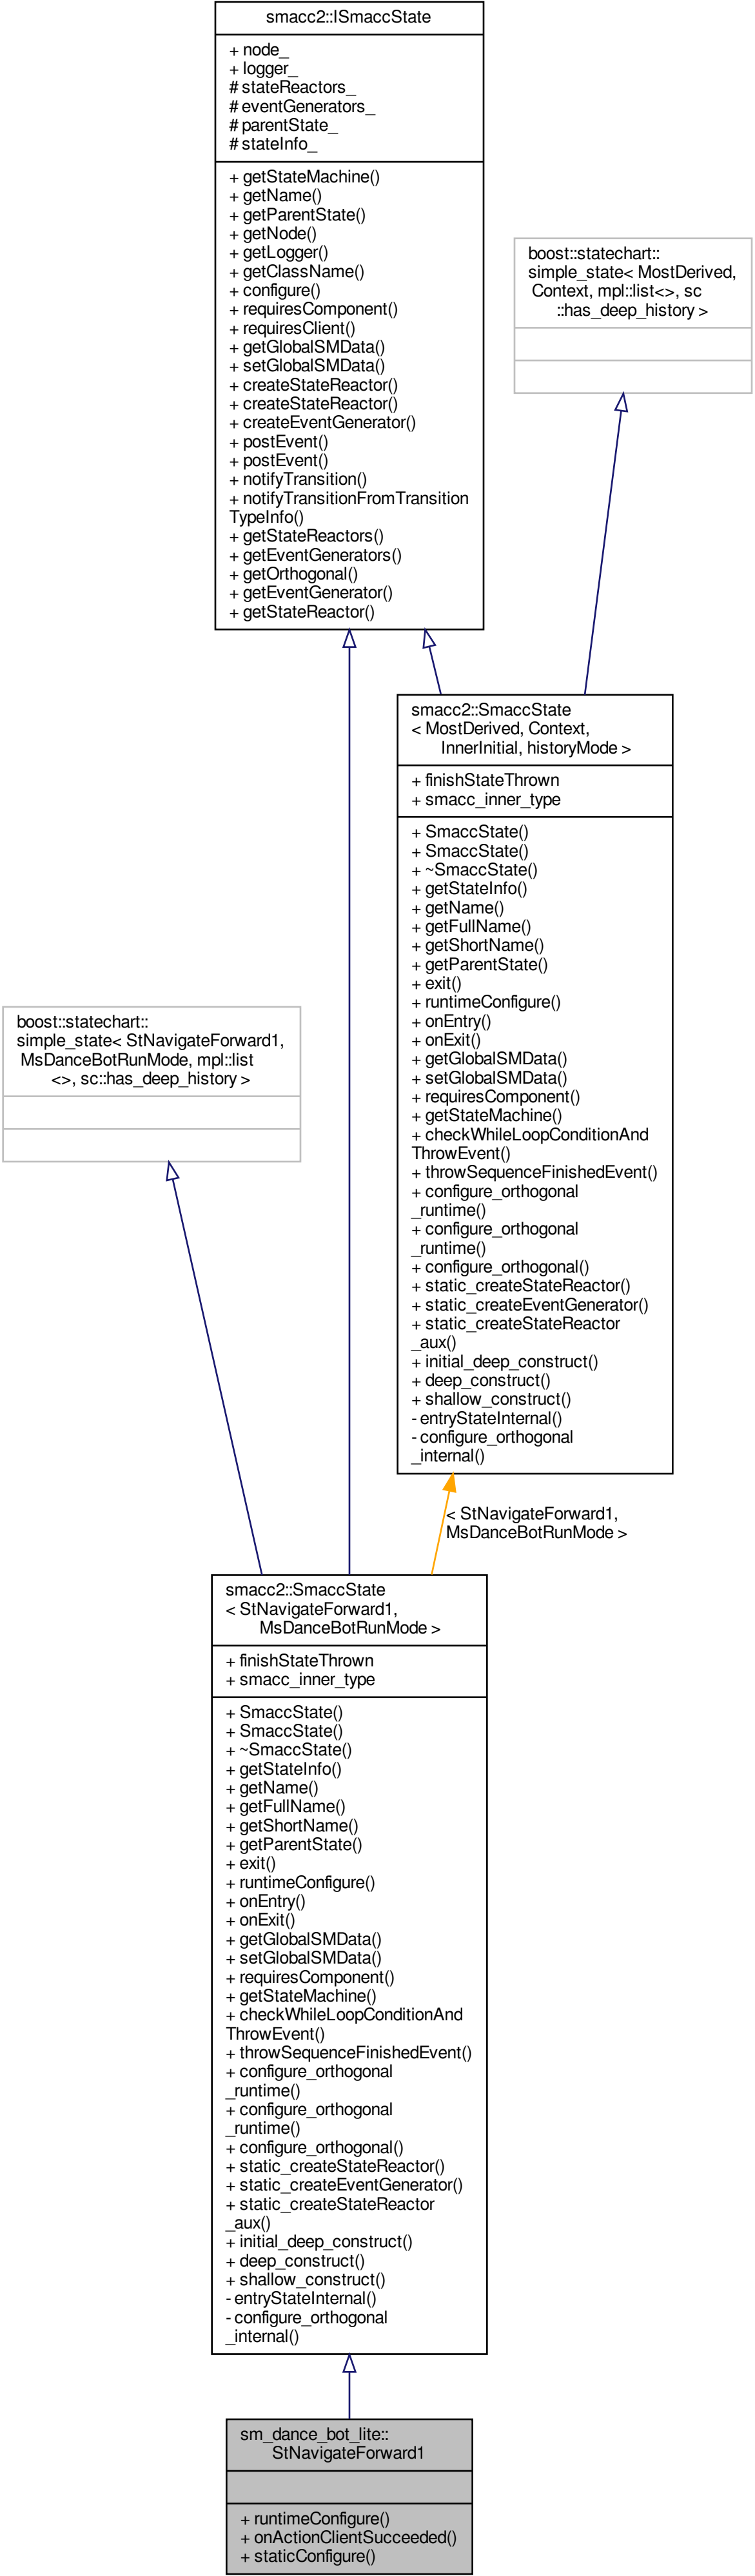 smacc2::ISmaccState
+ node_
+ logger_
# stateReactors_
# eventGenerators_
# parentState_
# stateInfo_
+ getStateMachine()
+ getName()
+ getParentState()
+ getNode()
+ getLogger()
+ getClassName()
+ configure()
+ requiresComponent()
+ requiresClient()
+ getGlobalSMData()
+ setGlobalSMData()
+ createStateReactor()
+ createStateReactor()
+ createEventGenerator()
+ postEvent()
+ postEvent()
+ notifyTransition()
+ notifyTransitionFromTransition
TypeInfo()
+ getStateReactors()
+ getEventGenerators()
+ getOrthogonal()
+ getEventGenerator()
+ getStateReactor()
boost::statechart::
simple_state< MostDerived,
Context, mpl::list<>, sc
::has_deep_history >
smacc2::SmaccState
< MostDerived, Context,
InnerInitial, historyMode >
+ finishStateThrown
+ smacc_inner_type
+ SmaccState()
+ SmaccState()
+ ~SmaccState()
+ getStateInfo()
+ getName()
+ getFullName()
+ getShortName()
+ getParentState()
+ exit()
+ runtimeConfigure()
+ onEntry()
+ onExit()
+ getGlobalSMData()
+ setGlobalSMData()
+ requiresComponent()
+ getStateMachine()
+ checkWhileLoopConditionAnd
ThrowEvent()
+ throwSequenceFinishedEvent()
+ configure_orthogonal
_runtime()
+ configure_orthogonal
_runtime()
+ configure_orthogonal()
+ static_createStateReactor()
+ static_createEventGenerator()
+ static_createStateReactor
_aux()
+ initial_deep_construct()
+ deep_construct()
+ shallow_construct()
- entryStateInternal()
- configure_orthogonal
_internal()
boost::statechart::
simple_state< StNavigateForward1,
MsDanceBotRunMode, mpl::list
<>, sc::has_deep_history >
< StNavigateForward1,
MsDanceBotRunMode >
smacc2::SmaccState
< StNavigateForward1,
MsDanceBotRunMode >
+ finishStateThrown
+ smacc_inner_type
+ SmaccState()
+ SmaccState()
+ ~SmaccState()
+ getStateInfo()
+ getName()
+ getFullName()
+ getShortName()
+ getParentState()
+ exit()
+ runtimeConfigure()
+ onEntry()
+ onExit()
+ getGlobalSMData()
+ setGlobalSMData()
+ requiresComponent()
+ getStateMachine()
+ checkWhileLoopConditionAnd
ThrowEvent()
+ throwSequenceFinishedEvent()
+ configure_orthogonal
_runtime()
+ configure_orthogonal
_runtime()
+ configure_orthogonal()
+ static_createStateReactor()
+ static_createEventGenerator()
+ static_createStateReactor
_aux()
+ initial_deep_construct()
+ deep_construct()
+ shallow_construct()
- entryStateInternal()
- configure_orthogonal
_internal()
sm_dance_bot_lite::
StNavigateForward1
+ runtimeConfigure()
+ onActionClientSucceeded()
+ staticConfigure()